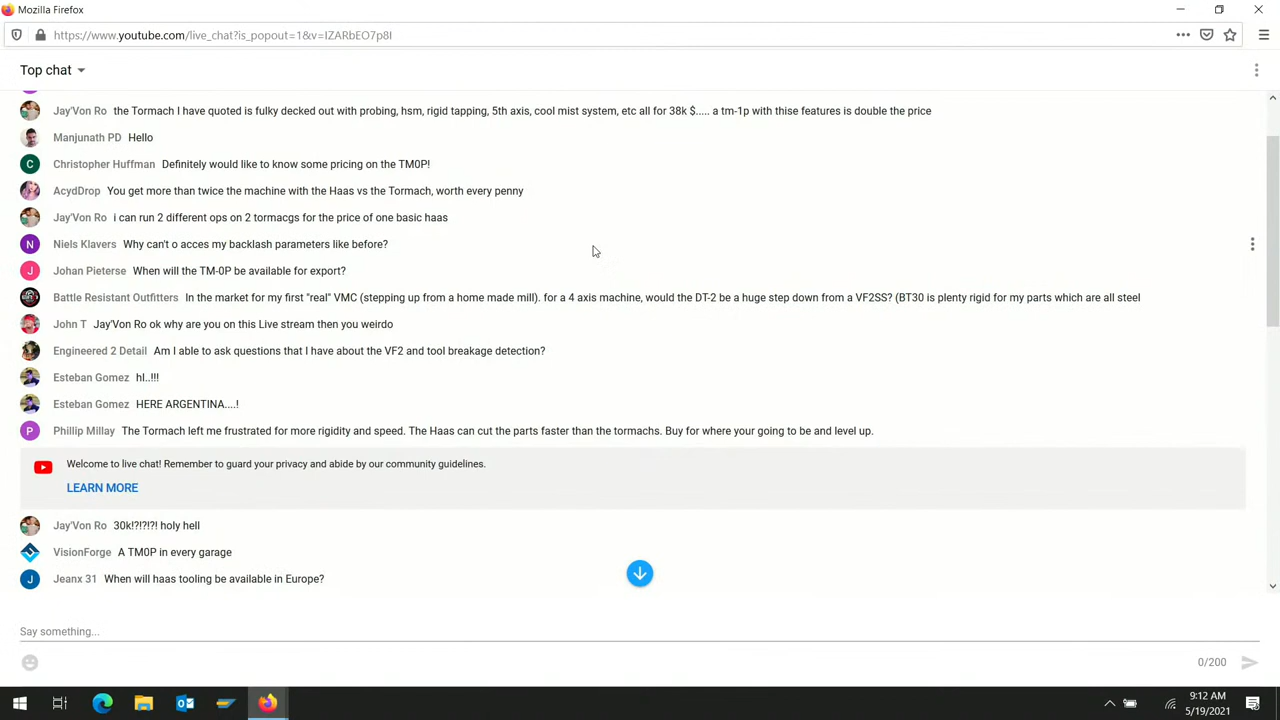 Mozilla Firefox
https://www.youtube.com/live_chat?is_popout=1&v=IZARbEO7p8I
Top chat
Jay'Von Ro the Tormach I have quoted is fulky decked out with probing, hsm, rigid tapping, 5th axis, cool mist system, etc all for 38k $..... a tm-1p with thise features is double the price
Manjunath PD Hello
C Christopher Huffman Definitely would like to know some pricing on the TM0P!
AcydDrop You get more than twice the machine with the Haas vs the Tormach, worth every penny
Jay'Von Ro i can run 2 different ops on 2 tormacgs for the price of one basic haas
N Niels Klavers Why can't o acces my backlash parameters like before?
J Johan Pieterse When will the TM-0P be available for export?
Battle Resistant Outfitters In the market for my first "real" VMC (stepping up from a home made mill). for a 4 axis machine, would the DT-2 be a huge step down from a VF2SS? (BT30 is plenty rigid for my parts which are all steel
John T Jay'Von Ro ok why are you on this Live stream then you weirdo
Engineered 2 Detail Am I able to ask questions that I have about the VF2 and tool breakage detection?
Esteban Gomez hI..!!!
Esteban Gomez HERE ARGENTINA....!
P Phillip Millay The Tormach left me frustrated for more rigidity and speed. The Haas can cut the parts faster than the tormachs. Buy for where your going to be and level up.
Welcome to live chat! Remember to guard your privacy and abide by our community guidelines.
LEARN MORE
Jay'Von Ro 30k!?!?!?! holy hell
VisionForge A TM0P in every garage
J Jeanx 31 When will haas tooling be available in Europe?
Say something...
0/200
9:12 AM
5/19/2021